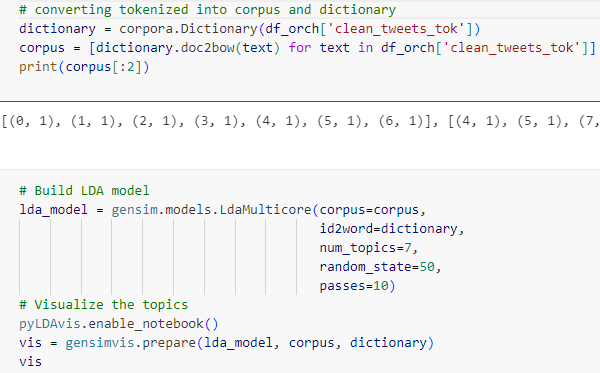 # converting tokenized into corpus and dictionary
dictionary = corpora.Dictionary(df_orch['clean_tweets_tok'])
corpus = [dictionary.doc2bow(text) for text in df_orch['clean_tweets_tok']]
print(corpus[:2])
[(0, 1), (1, 1), (2, 1), (3, 1), (4, 1), (5, 1), (6, 1)], [(4, 1), (5, 1), (7,
# Build LDA model
lda_model = gensim.models.LdaMulticore(corpus=corpus,
id2word=dictionary,
num_topics=7,
random_state=50,
passes=10)
# Visualize the topics
pyLDAvis.enable_notebook()
vis = gensimvis.prepare(lda_model, corpus, dictionary)
vis